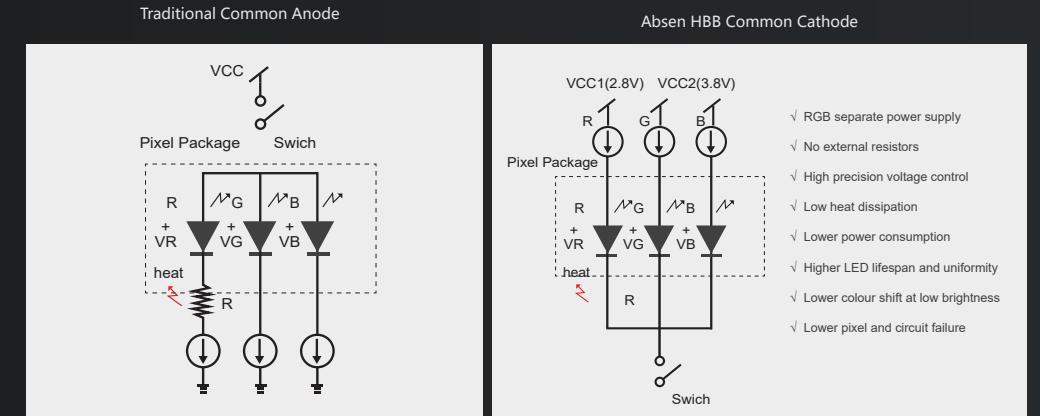 Traditional Common Anode
VCC
Pixel Package Swich
R G B
+ + +
VR VG VB
heat
R
Absen HBB Common Cathode
VCC1(2.8V) VCC2(3.8V)
R G B
Pixel Package
R G B
+ + +
VR VG VB
heat
R
Swich
√ RGB separate power supply
√ No external resistors
√ High precision voltage control
√ Low heat dissipation
√ Lower power consumption
√ Higher LED lifespan and uniformity
√ Lower colour shift at low brightness
√ Lower pixel and circuit failure